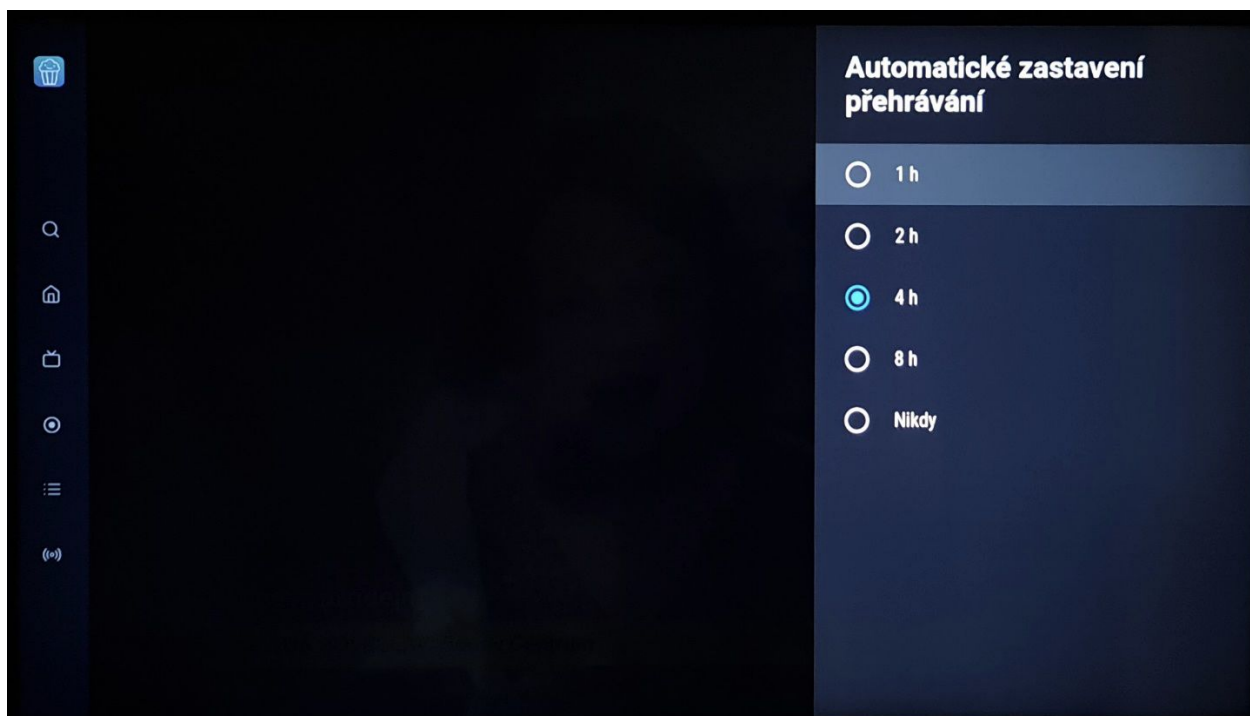 Automatické zastavení
přehrávání
1 h
2 h
4 h
8 h
Nikdy